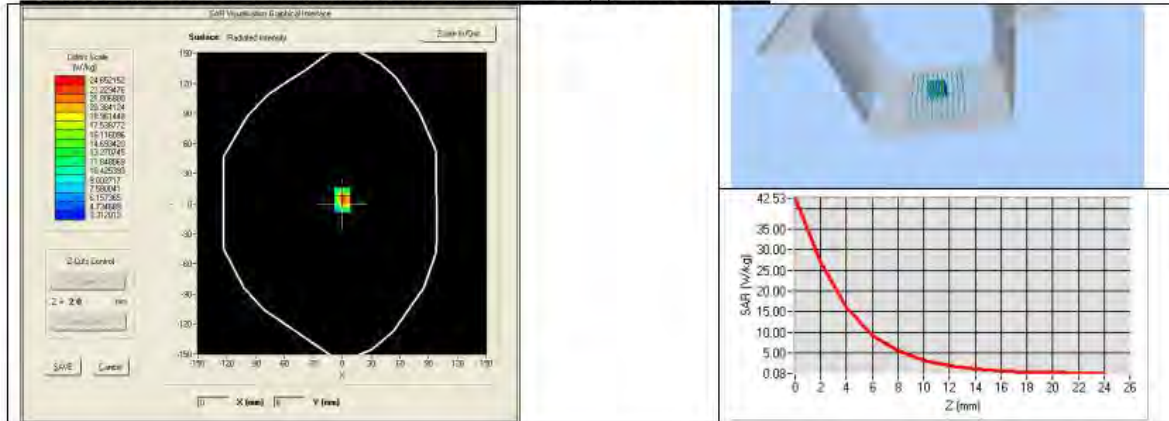 SAR Visualisation Graphical Interface
Surface: Radiated Intensity
Zoom In/Out
Colors Scale
(W/kg)
24.652152
23.229476
21.806800
20.384124
18.961448
17.538772
16.116096
14.693420
13.270745
11.848069
10.425393
9.002717
7.580041
6.157365
4.734689
3.312013
150
120
90
60
30
0
-30
-60
-90
-120
-150
-150 -120 -90 -60 -30 0 30 60 90 120 150
X
Z-Cuts Control
Z = 2.0 mm
SAVE Cancel
0 X (mm) 6 Y (mm)
42.53
35.00
30.00
25.00
20.00
15.00
10.00
5.00
0.08
SAR (W/kg)
0 2 4 6 8 10 12 14 16 18 20 22 24 26
Z (mm)